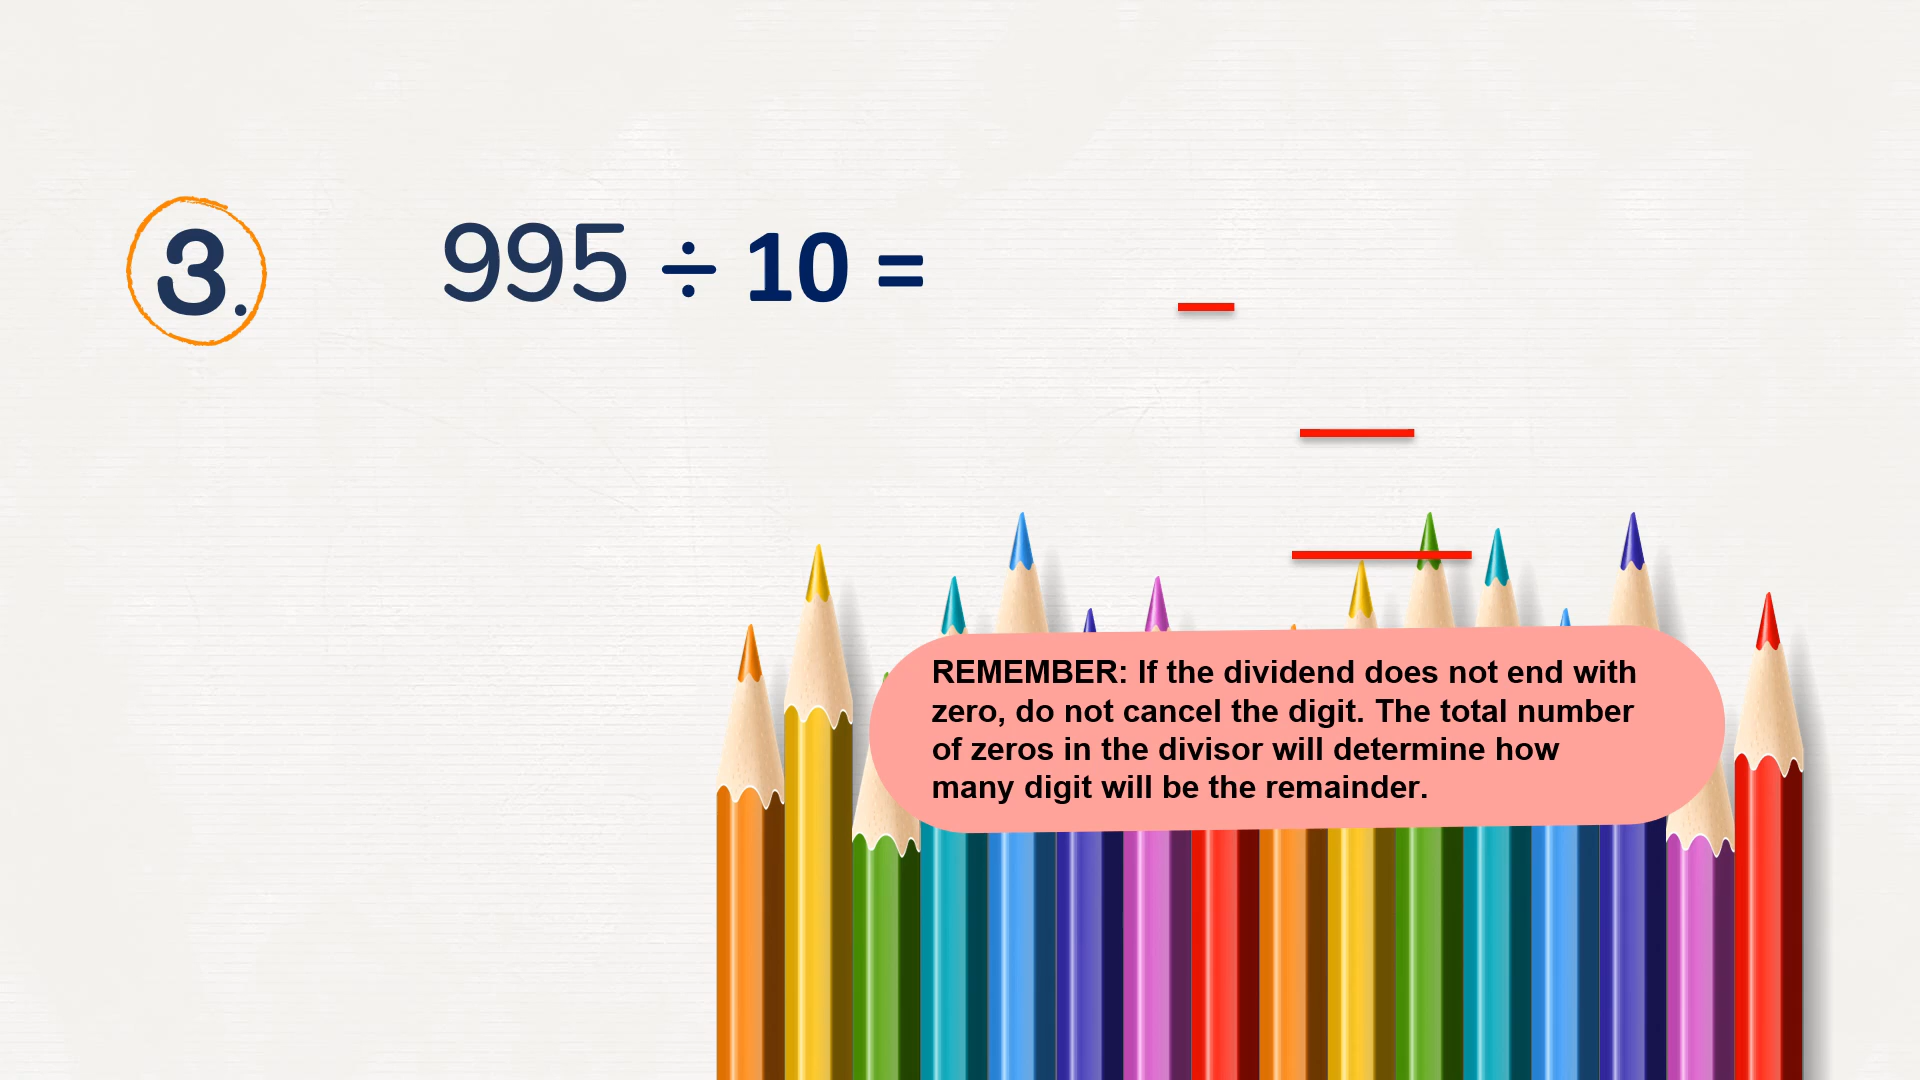 3.
995 ÷ 10 =
REMEMBER: If the dividend does not end with
zero, do not cancel the digit. The total number
of zeros in the divisor will determine how
many digit will be the remainder.